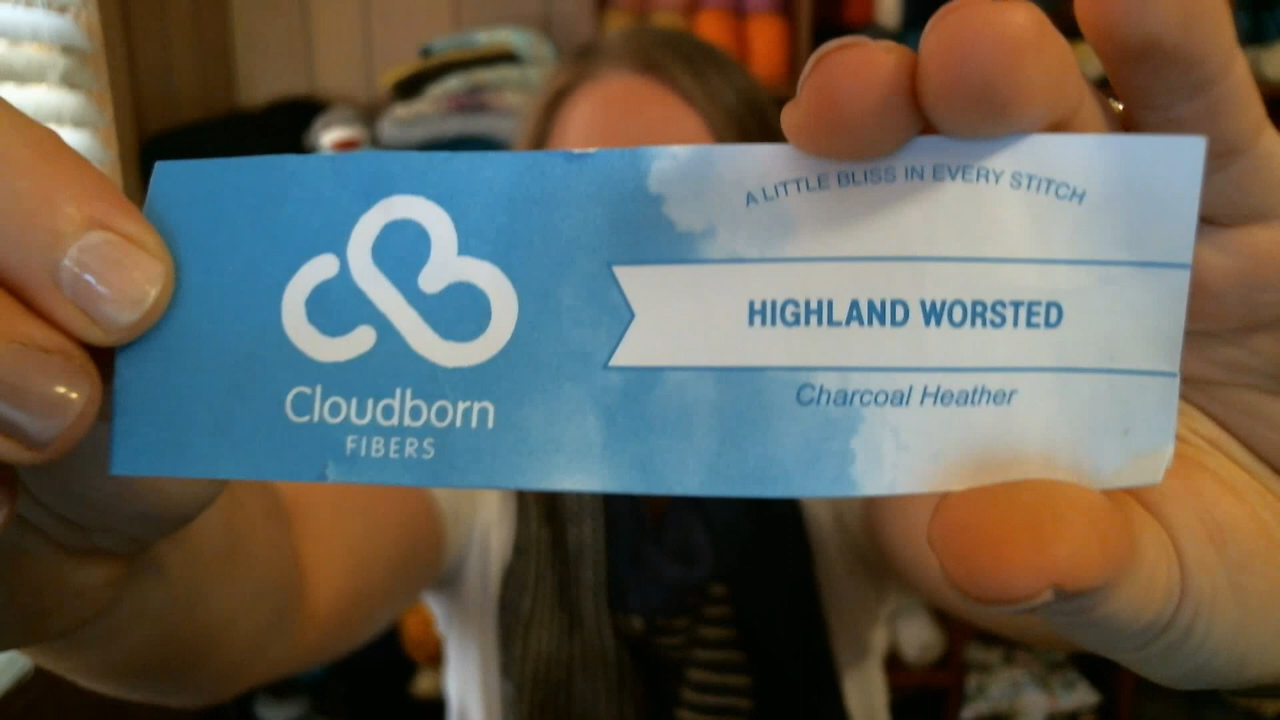 Cloudborn
FIBERS
A LITTLE BLISS IN EVERY STITCH
HIGHLAND WORSTED
Charcoal Heather